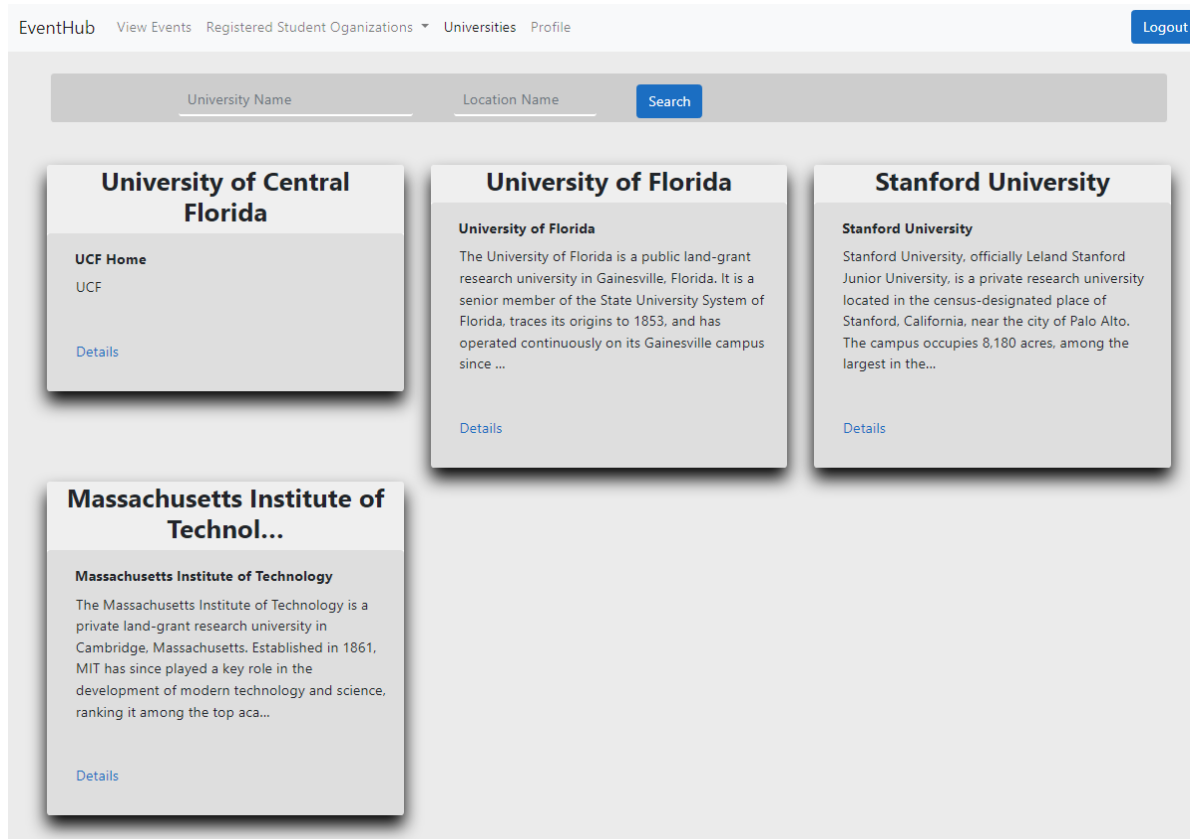 EventHub View Events Registered Student Oganizations Universities Profile Logout
University Name Location Name Search
University of Central
Florida
UCF Home
UCF
Details
University of Florida
University of Florida
The University of Florida is a public land-grant
research university in Gainesville, Florida. It is a
senior member of the State University System of
Florida, traces its origins to 1853, and has
operated continuously on its Gainesville campus
since ...
Details
Stanford University
Stanford University
Stanford University, officially Leland Stanford
Junior University, is a private research university
located in the census-designated place of
Stanford, California, near the city of Palo Alto.
The campus occupies 8,180 acres, among the
largest in the...
Details
Massachusetts Institute of
Technol...
Massachusetts Institute of Technology
The Massachusetts Institute of Technology is a
private land-grant research university in
Cambridge, Massachusetts. Established in 1861,
MIT has since played a key role in the
development of modern technology and science,
ranking it among the top aca...
Details